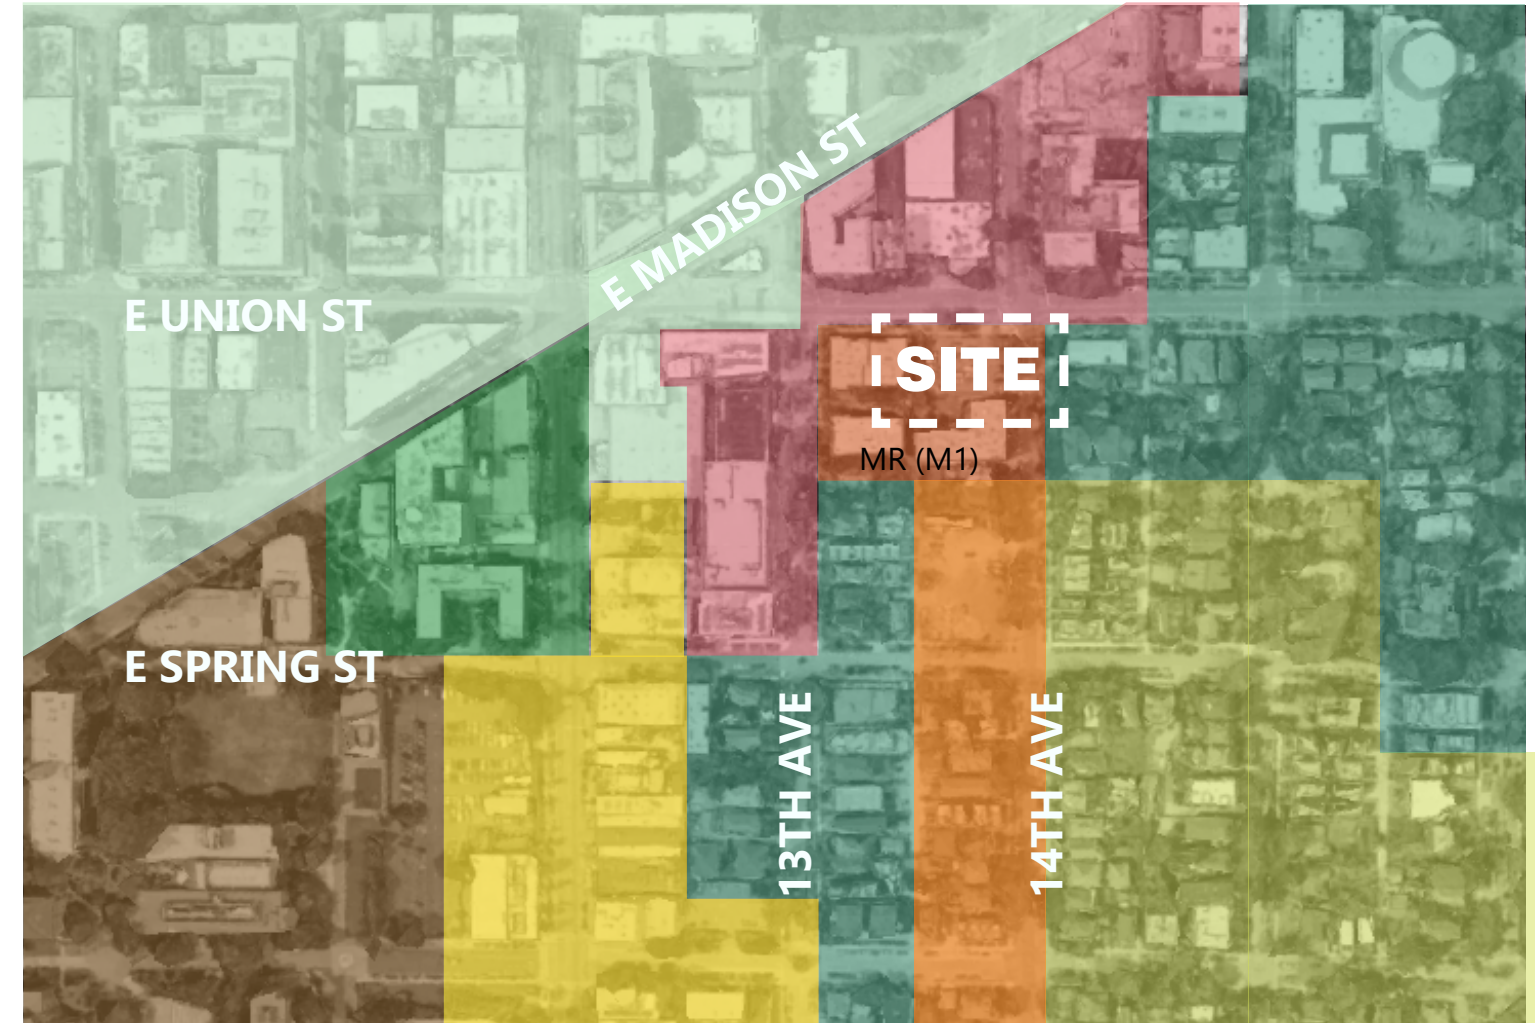 E MADISON ST
E UNION ST
SITE
MR (M1)
E SPRING ST
13TH AVE
14TH AVE